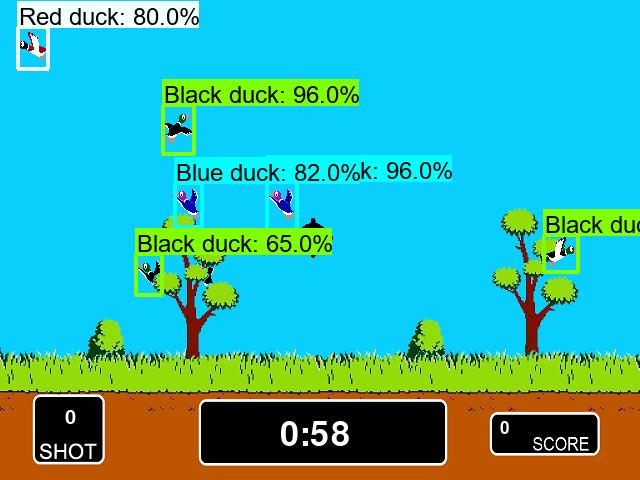 Red duck: 80.0%
Black duck: 96.0%
Blue duck: 82.0%k: 96.0%
Black duck: 65.0%
Black duc
0
SHOT
0:58
0
SCORE